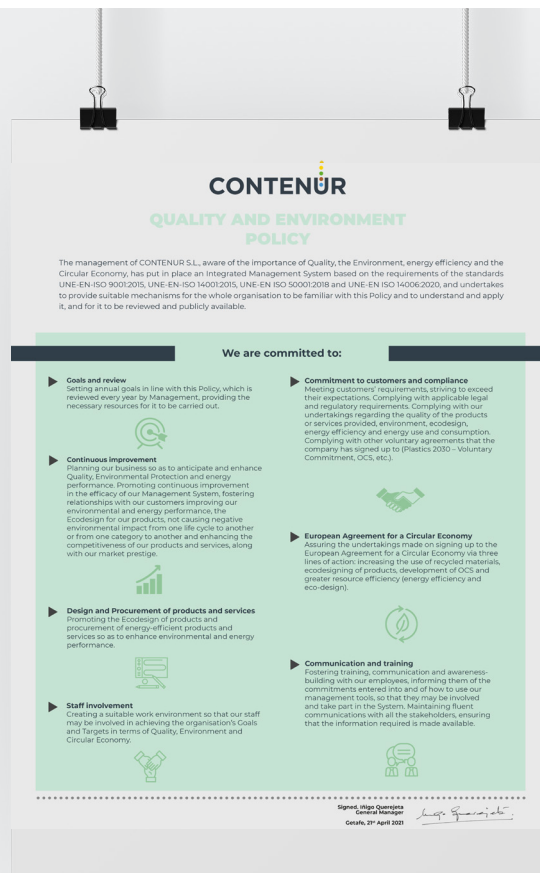 CONTENUR
QUALITY AND ENVIRONMENT
POLICY
The management of CONTENUR S.L., aware of the importance of Quality, the Environment, energy efficiency and the
Circular Economy, has put in place an Integrated Management System based on the requirements of the standards
UNE-EN-ISO 9001:2015, UNE-EN-ISO 14001:2015, UNE-EN ISO 50001:2018 and UNE-EN ISO 14006:2020, and undertakes
to provide suitable mechanisms for the whole organisation to be familiar with this Policy and to understand and apply
it, and for it to be reviewed and publicly available.
We are committed to:
Goals and review
Setting annual goals in line with this Policy, which is
reviewed every year by Management, providing the
necessary resources for it to be carried out.
Continuous improvement
Planning our business so as to anticipate and enhance
Quality, Environmental Protection and energy
performance. Promoting continuous improvement
in the efficacy of our Management System, fostering
relationships with our customers improving our
environmental and energy performance, the
Ecodesign for our products, not causing negative
environmental impact from one life cycle to another
or from one category to another and enhancing the
competitiveness of our products and services, along
with our market prestige.
Design and Procurement of products and services
Promoting the Ecodesign of products and
procurement of energy-efficient products and
services so as to enhance environmental and energy
performance.
Staff involvement
Creating a suitable work environment so that our staff
may be involved in achieving the organisation's Goals
and Targets in terms of Quality, Environment and
Circular Economy.
Commitment to customers and compliance
Meeting customers' requirements, striving to exceed
their expectations. Complying with applicable legal
and regulatory requirements. Complying with our
undertakings regarding the quality of the products
or services provided, environment, ecodesign,
energy efficiency and energy use and consumption.
Complying with other voluntary agreements that the
company has signed up to (Plastics 2030 – Voluntary
Commitment, OCS, etc.).
European Agreement for a Circular Economy
Assuring the undertakings made on signing up to the
European Agreement for a Circular Economy via three
lines of action: increasing the use of recycled materials,
ecodesigning of products, development of OCS and
greater resource efficiency (energy efficiency and
eco-design).
Communication and training
Fostering training, communication and awareness-
building with our employees, informing them of the
commitments entered into and of how to use our
management tools, so that they may be involved
and take part in the System. Maintaining fluent
communications with all the stakeholders, ensuring
that the information required is made available.
Signed. Iñigo Querejeta
General Manager
Getafe, 21st April 2021
Iñigo Querejeta